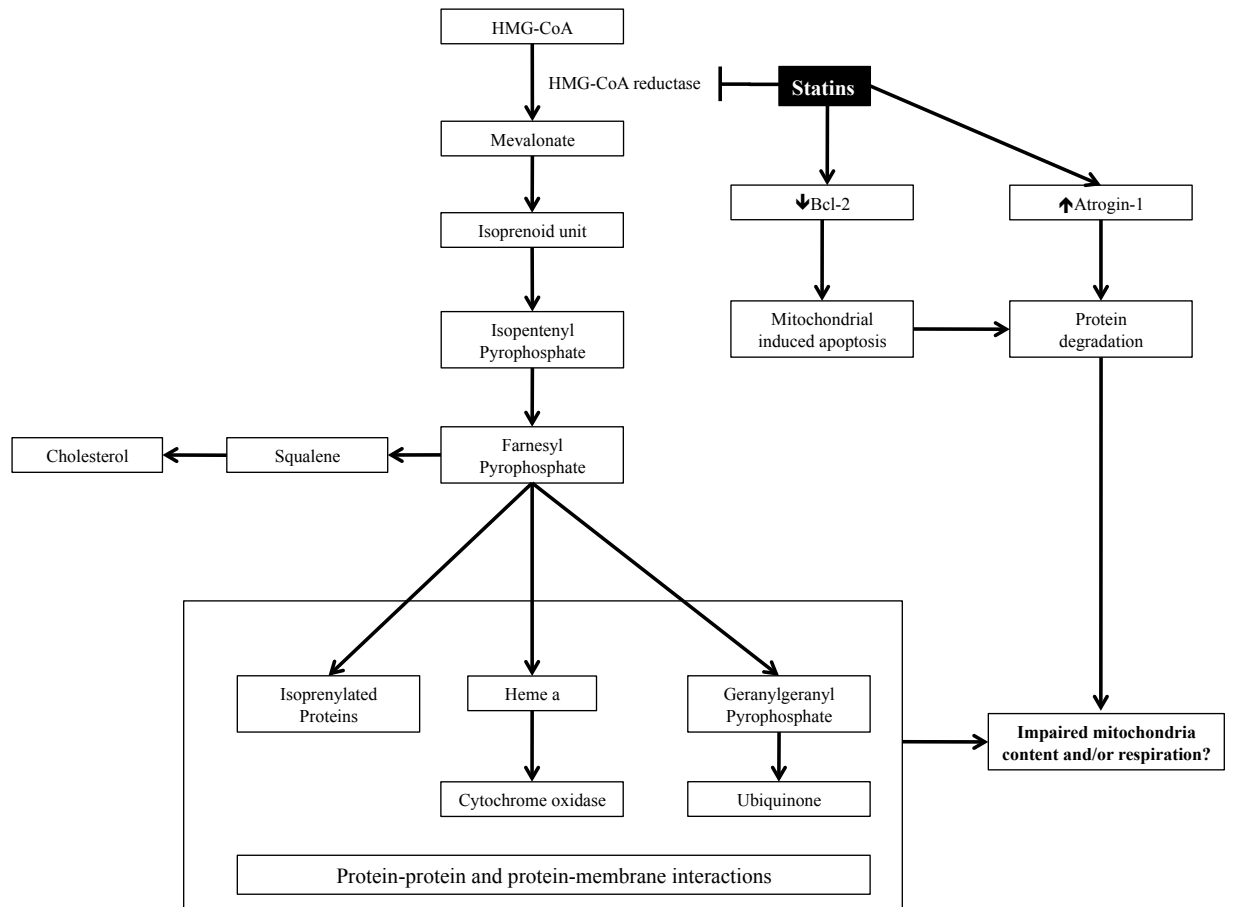 HMG-CoA
HMG-CoA reductase
Statins
Mevalonate
↓Bcl-2
↑Atrogin-1
Isoprenoid unit
Isopentenyl
Pyrophosphate
Mitochondrial
induced apoptosis
Protein
degradation
Cholesterol
Squalene
Farnesyl
Pyrophosphate
Isoprenylated
Proteins
Heme a
Geranylgeranyl
Pyrophosphate
Impaired mitochondria
content and/or respiration?
Cytochrome oxidase
Ubiquinone
Protein-protein and protein-membrane interactions